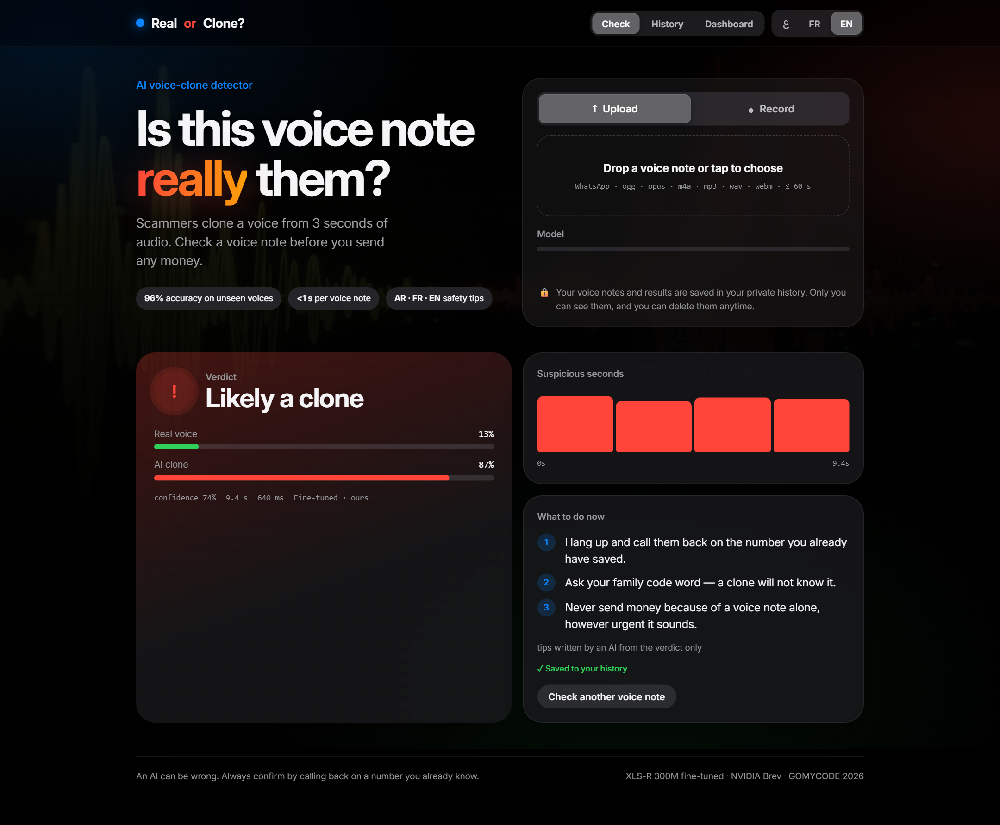 Real or Clone?
Check
History
Dashboard
ع
FR
EN
AI voice-clone detector
Is this voice note
really them?
Scammers clone a voice from 3 seconds of
audio. Check a voice note before you send
any money.
96% accuracy on unseen voices
<1 s per voice note
AR · FR · EN safety tips
⤒ Upload
● Record
Drop a voice note or tap to choose
WhatsApp · ogg · opus · m4a · mp3 · wav · webm · ≤ 60 s
Model
🔒 Your voice notes and results are saved in your private history. Only you
can see them, and you can delete them anytime.
!
Verdict
Likely a clone
Real voice 13%
AI clone 87%
confidence 74% 9.4 s 640 ms Fine-tuned · ours
Suspicious seconds
0s 9.4s
What to do now
1 Hang up and call them back on the number you already
have saved.
2 Ask your family code word — a clone will not know it.
3 Never send money because of a voice note alone,
however urgent it sounds.
tips written by an AI from the verdict only
✓ Saved to your history
Check another voice note
An AI can be wrong. Always confirm by calling back on a number you already know.
XLS-R 300M fine-tuned · NVIDIA Brev · GOMYCODE 2026